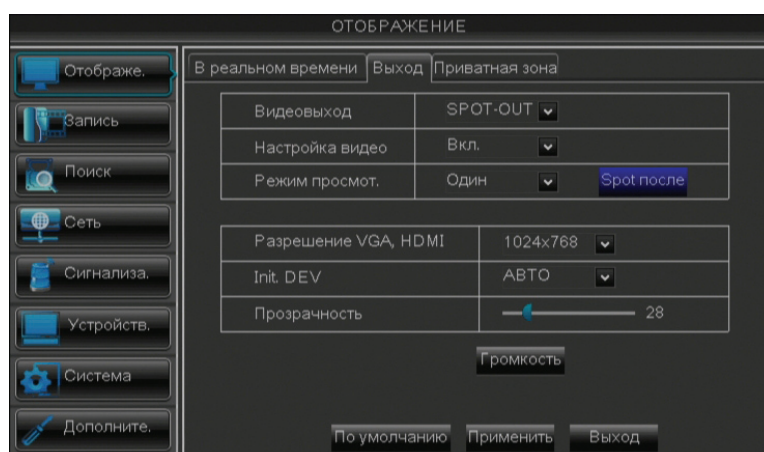 ОТОБРАЖЕНИЕ
Отображе.
Запись
Поиск
Сеть
Сигнализа.
Устройств.
Система
Дополните.
В реальном времени Выход Приватная зона
Видеовыход SPOT-OUT
Настройка видео Вкл.
Режим просмот. Один Spot после
Разрешение VGA, HDMI 1024x768
Init. DEV АВТО
Прозрачность 28
Громкость
По умолчанию Применить Выход